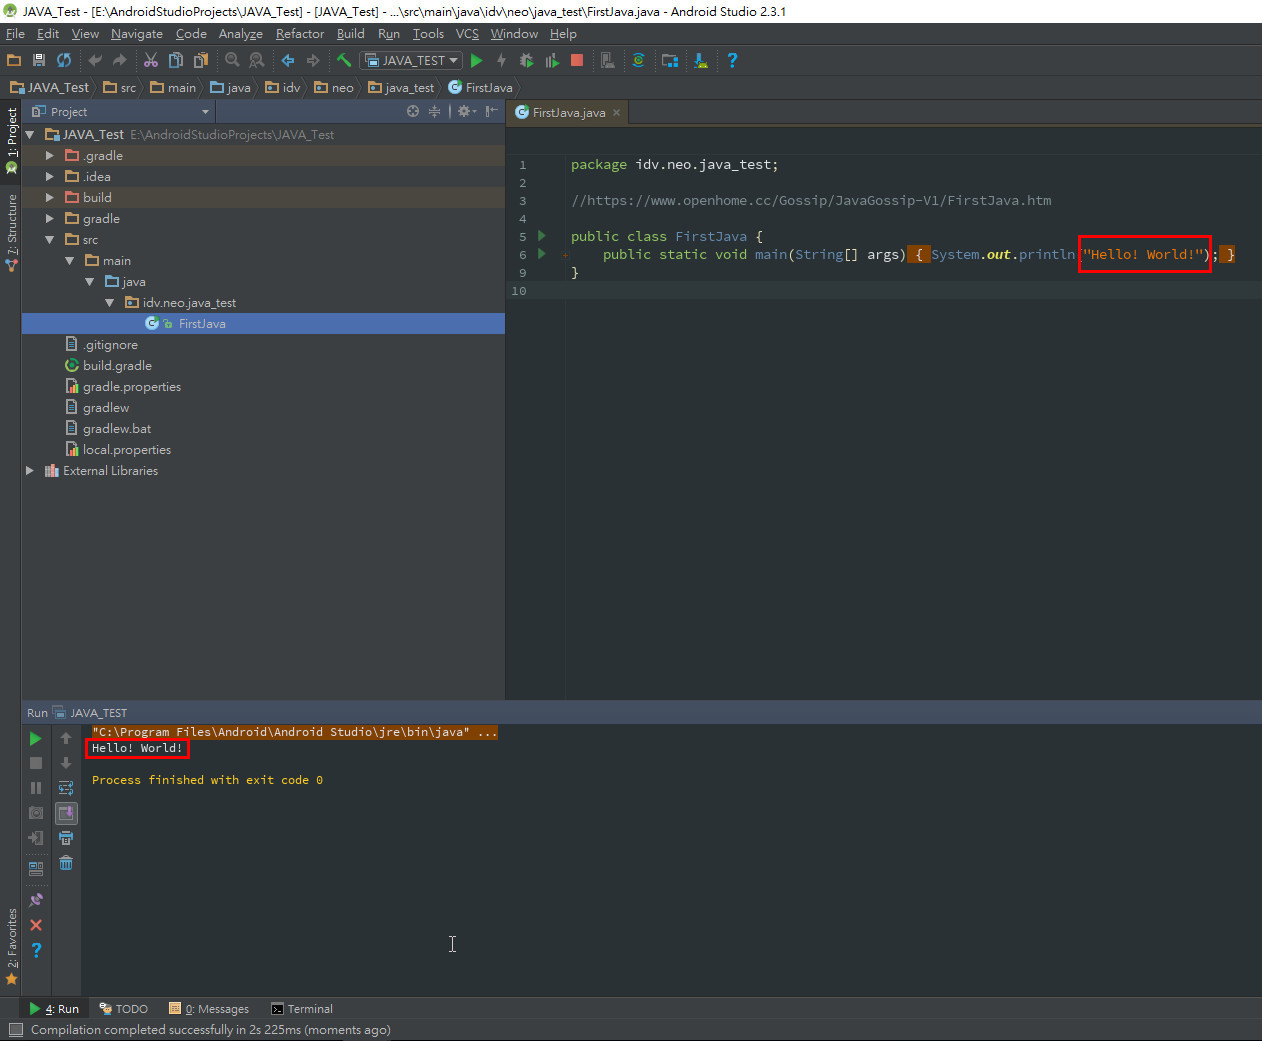 JAVA_Test - [E:\AndroidStudioProjects\JAVA_Test] - [JAVA_Test] - ...\src\main\java\idv\neo\java_test\FirstJava.java - Android Studio 2.3.1
File Edit View Navigate Code Analyze Refactor Build Run Tools VCS Window Help
JAVA_TEST
JAVA_Test src main java idv neo java_test FirstJava
1: Project
7: Structure
2: Favorites
Project
JAVA_Test E:\AndroidStudioProjects\JAVA_Test
.gradle
.idea
build
gradle
src
main
java
idv.neo.java_test
FirstJava
.gitignore
build.gradle
gradle.properties
gradlew
gradlew.bat
local.properties
External Libraries
FirstJava.java
1 package idv.neo.java_test;
2
3 //https://www.openhome.cc/Gossip/JavaGossip-V1/FirstJava.htm
4
5 public class FirstJava {
6 public static void main(String[] args) { System.out.println("Hello! World!"); }
9 }
10
Run JAVA_TEST
"C:\Program Files\Android\Android Studio\jre\bin\java" ...
Hello! World!
Process finished with exit code 0
4: Run TODO 0: Messages Terminal
Compilation completed successfully in 2s 225ms (moments ago)